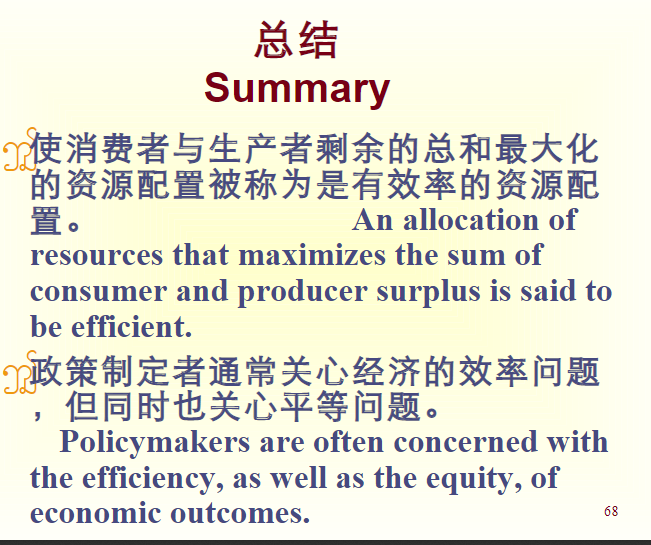 总结
Summary
使消费者与生产者剩余的总和最大化
的资源配置被称为是有效率的资源配
置。 An allocation of
resources that maximizes the sum of
consumer and producer surplus is said to
be efficient.
政策制定者通常关心经济的效率问题
，但同时也关心平等问题。
Policymakers are often concerned with
the efficiency, as well as the equity, of
economic outcomes.
68